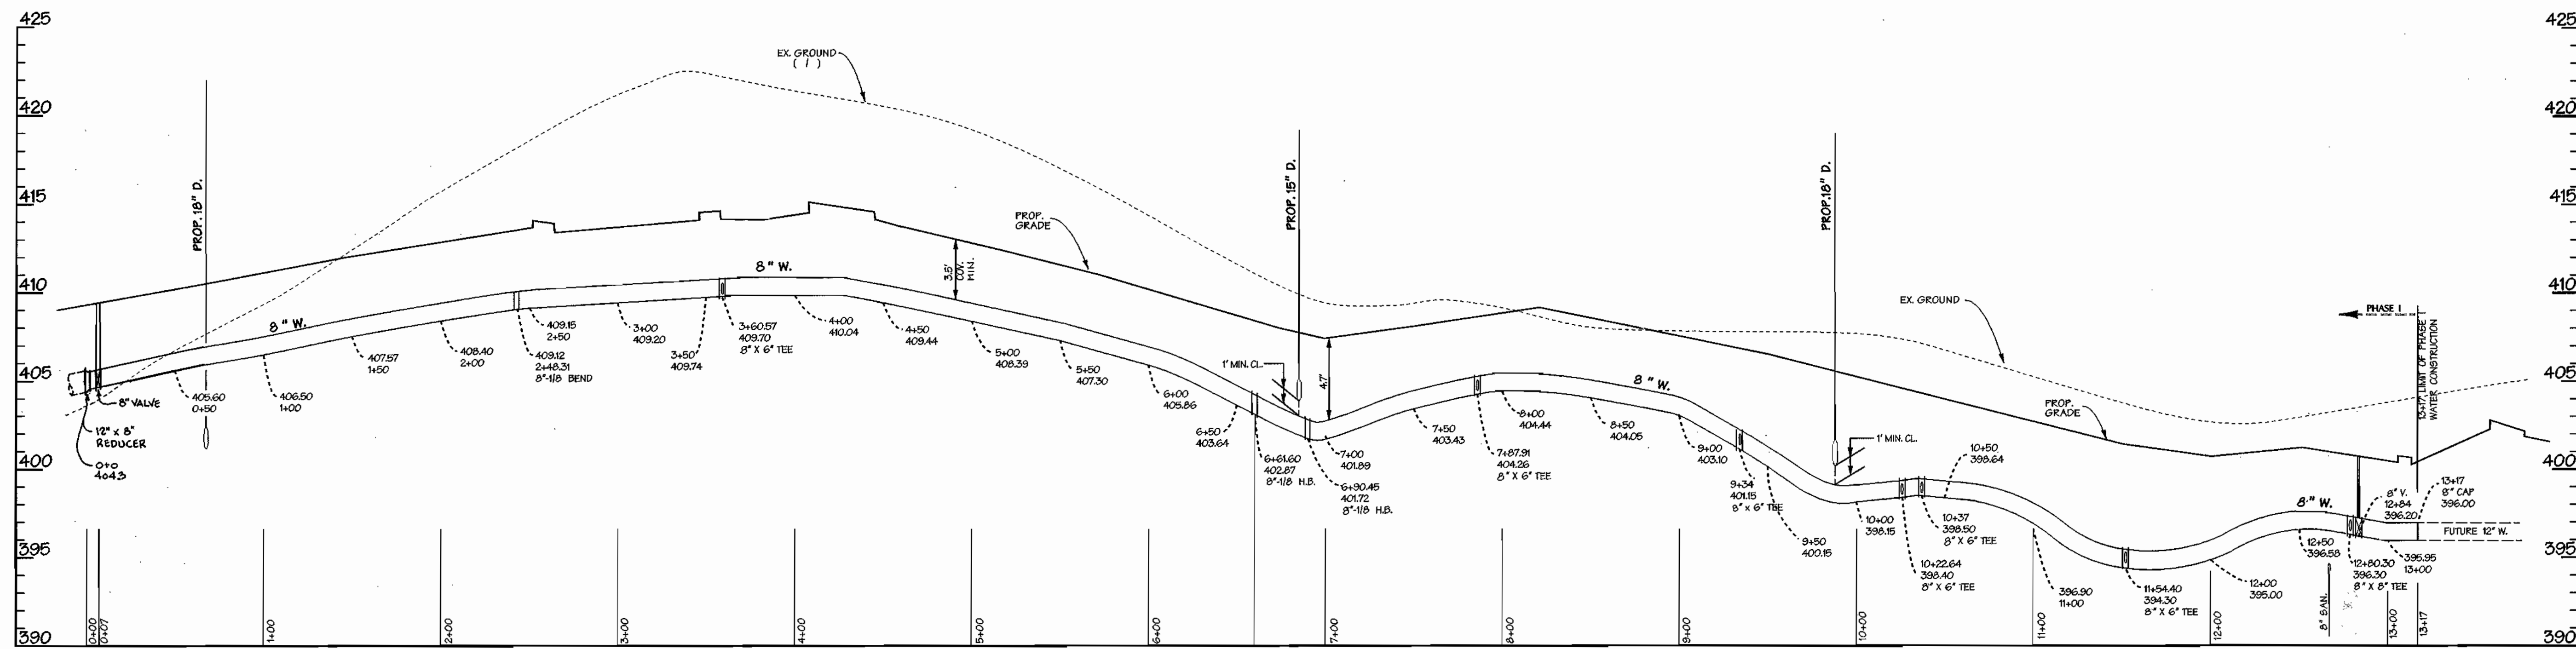 425
420
415
410
405
400
395
390
425
420
415
410
405
400
395
390
EX. GROUND
( 1 )
PROP.
GRADE
PROP. 18" D.
PROP. 15" D.
PROP. 18" D.
8" W.
8" W.
8" W.
8" W.
3.5'
COV.
MIN.
4.7'
1' MIN. CL.
1' MIN. CL.
EX. GROUND
PROP.
GRADE
PHASE I
13+17, LIMIT OF PHASE I
WATER CONSTRUCTION
8" VALVE
12" x 8"
REDUCER
0+0
404.3
405.60
0+50
406.50
1+00
407.57
1+50
408.40
2+00
409.15
2+50
409.12
2+48.31
8"-1/8 BEND
3+00
409.20
3+50
409.74
3+60.57
409.70
8" X 6" TEE
4+00
410.04
4+50
409.44
5+00
408.39
5+50
407.30
6+00
405.86
6+50
403.64
6+61.60
402.87
8"-1/8 H.B.
7+00
401.89
6+90.45
401.72
8"-1/8 H.B.
7+50
403.43
7+87.91
404.26
8" X 6" TEE
8+00
404.44
8+50
404.05
9+00
403.10
9+34
401.15
8" x 6" TEE
9+50
400.15
10+00
398.15
10+22.64
398.40
8" X 6" TEE
10+37
398.50
8" X 6" TEE
10+50
398.64
396.90
11+00
11+54.40
394.30
8" X 6" TEE
12+00
395.00
12+50
396.58
12+80.30
396.30
8" X 8" TEE
8" V.
12+84
396.20
13+17
8" CAP
396.00
395.95
13+00
FUTURE 12" W.
8" SAN.
0+00
0+07
1+00
2+00
3+00
4+00
5+00
6+00
7+00
8+00
9+00
10+00
11+00
12+00
13+00
13+17